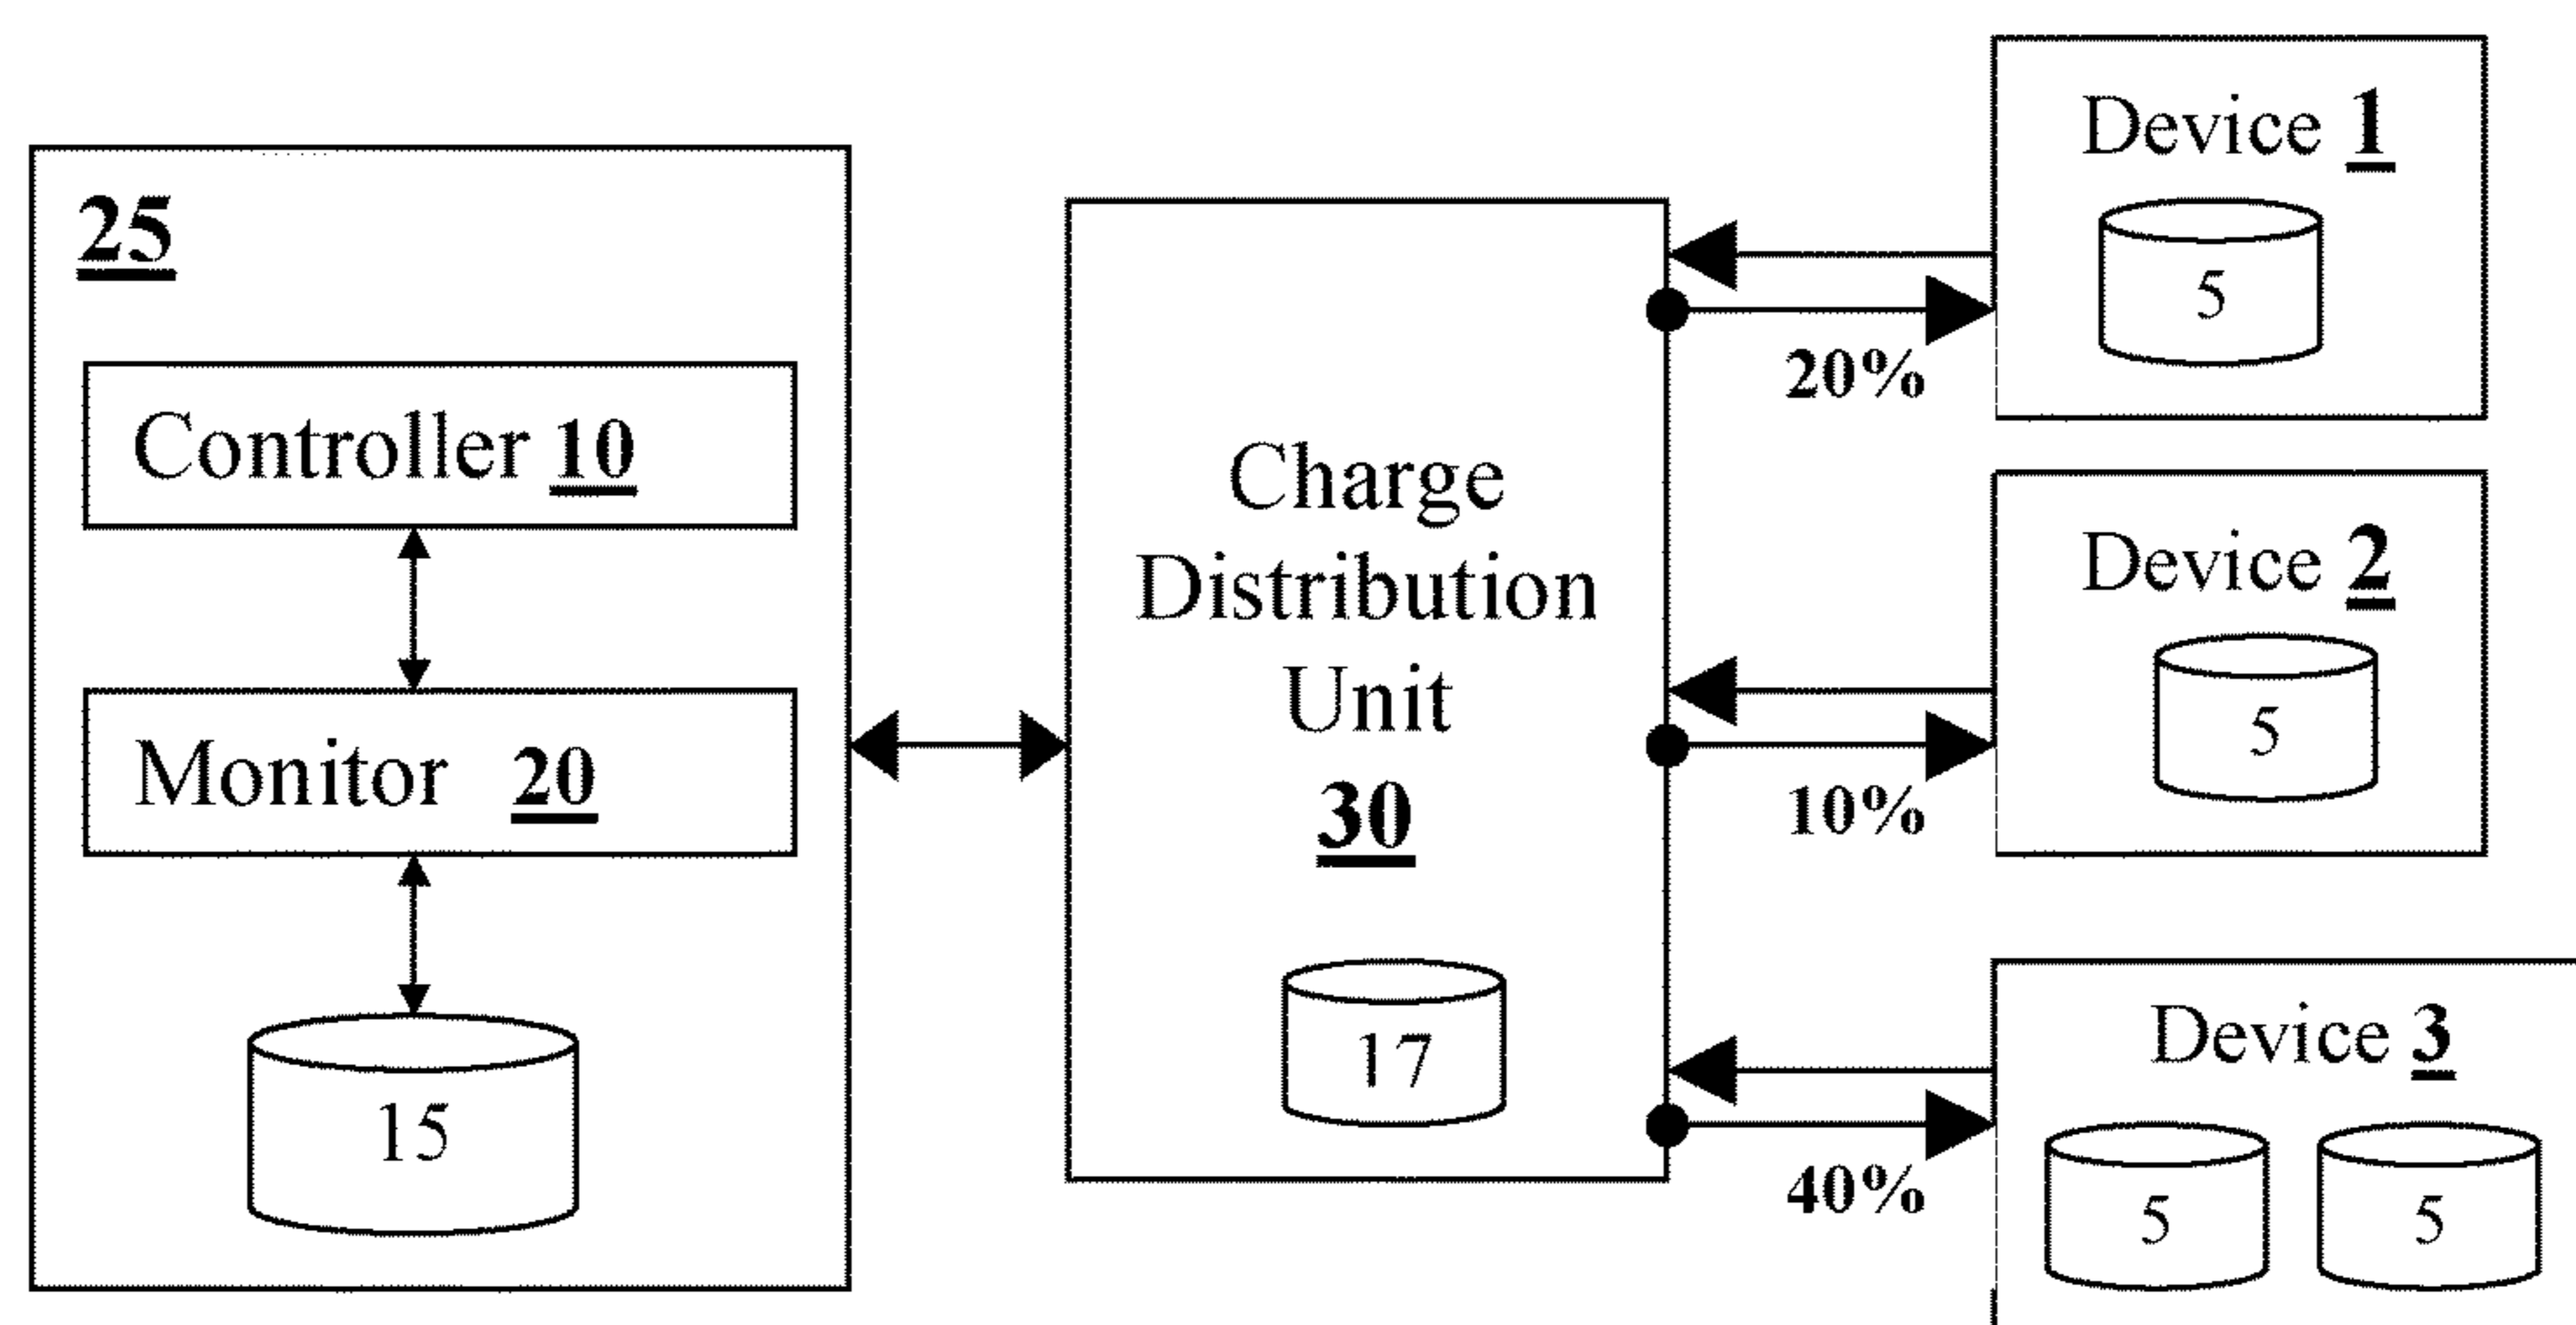 25
Controller 10
Monitor 20
15
Charge
Distribution
Unit
30
17
20%
10%
40%
Device 1
5
Device 2
5
Device 3
5 5